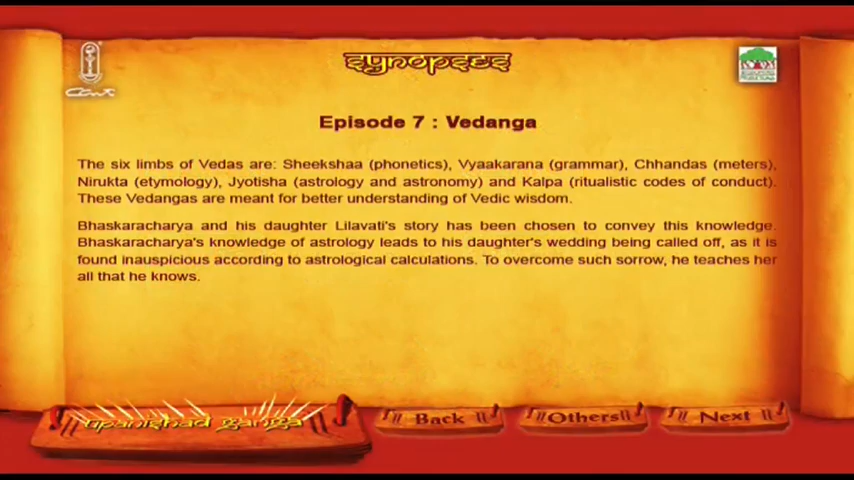 synopses
Episode 7 : Vedanga
The six limbs of Vedas are: Sheekshaa (phonetics), Vyaakarana (grammar), Chhandas (meters),
Nirukta (etymology), Jyotisha (astrology and astronomy) and Kalpa (ritualistic codes of conduct).
These Vedangas are meant for better understanding of Vedic wisdom.
Bhaskaracharya and his daughter Lilavati's story has been chosen to convey this knowledge.
Bhaskaracharya's knowledge of astrology leads to his daughter's wedding being called off, as it is
found inauspicious according to astrological calculations. To overcome such sorrow, he teaches her
all that he knows.
upanishad ganga
Back
Others
Next